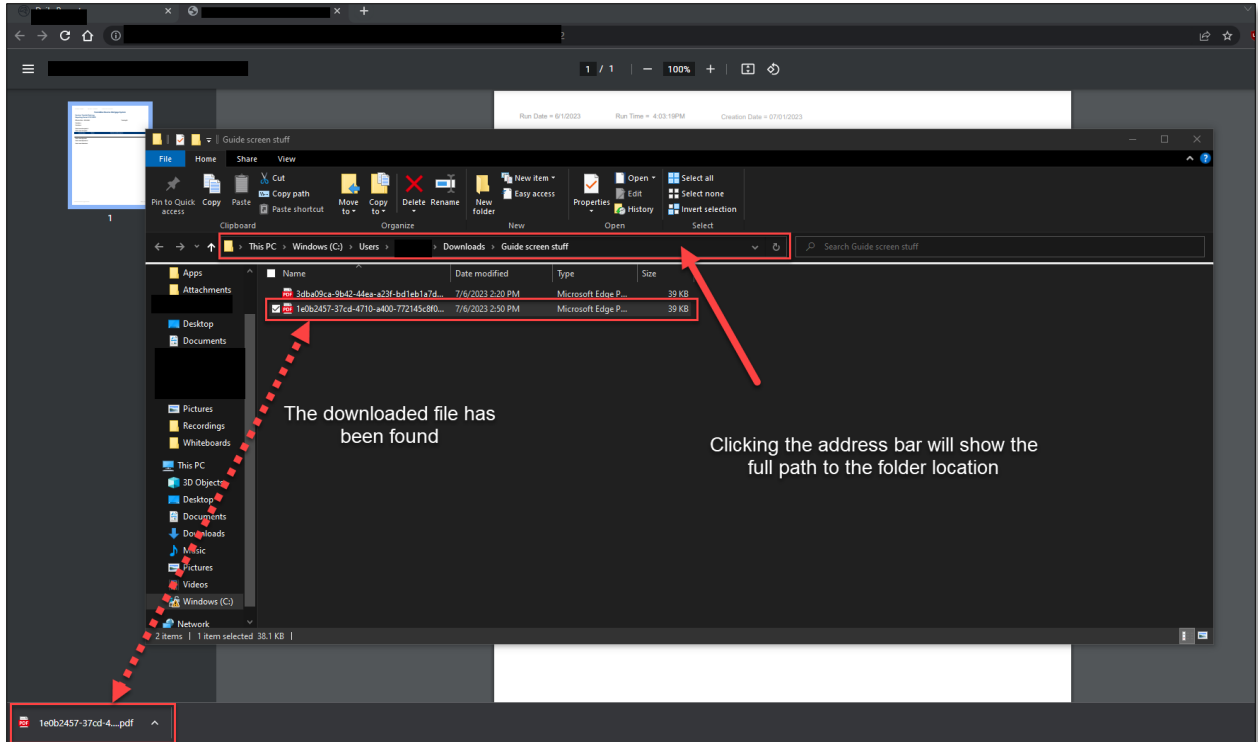 1 / 1 | — 100% + |
Run Date = 6/1/2023 Run Time = 4:03:19PM Creation Date = 07/01/2023
1
Guide screen stuff
File Home Share View
Pin to Quick access
Copy
Paste
Cut
Copy path
Paste shortcut
Move to
Copy to
Delete
Rename
New folder
New item
Easy access
Properties
Open
Edit
History
Select all
Select none
Invert selection
Clipboard Organize New Open Select
This PC > Windows (C:) > Users > > Downloads > Guide screen stuff
Search Guide screen stuff
Name Date modified Type Size
3dba09ca-9b42-44ea-a23f-bd1eb1a7d... 7/6/2023 2:20 PM Microsoft Edge P... 39 KB
1e0b2457-37cd-4710-a400-772145c8f0... 7/6/2023 2:50 PM Microsoft Edge P... 39 KB
Apps
Attachments
Desktop
Documents
Pictures
Recordings
Whiteboards
This PC
3D Objects
Desktop
Documents
Downloads
Music
Pictures
Videos
Windows (C:)
Network
The downloaded file has
been found
Clicking the address bar will show the
full path to the folder location
2 items | 1 item selected 38.1 KB |
1e0b2457-37cd-4....pdf